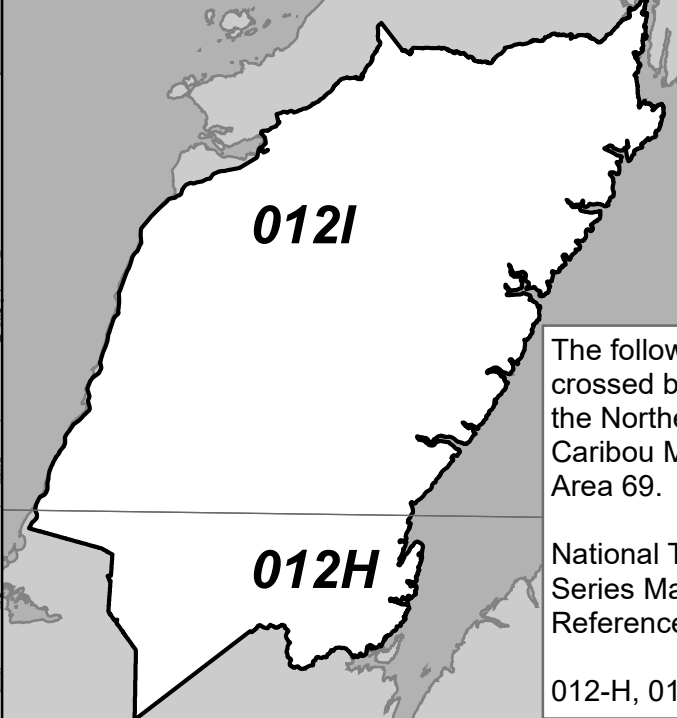 012I
The follow
crossed b
the Northe
Caribou M
Area 69.
012H
National T
Series Ma
Reference
012-H, 01